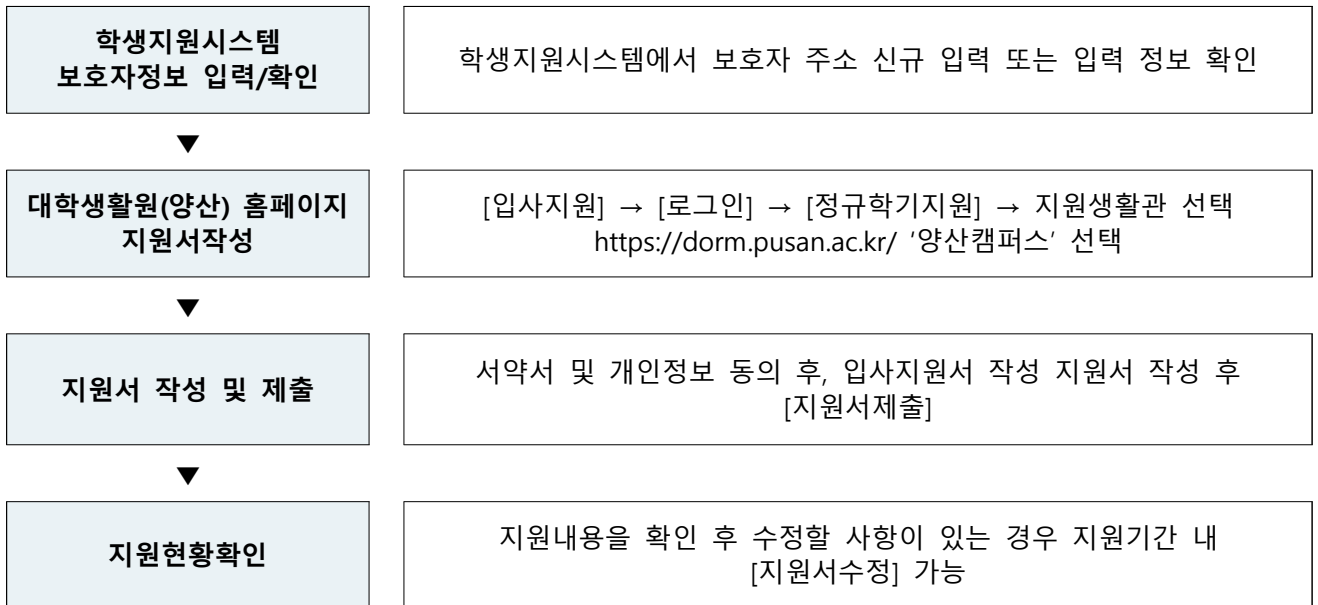 학생지원시스템
보호자정보 입력/확인
학생지원시스템에서 보호자 주소 신규 입력 또는 입력 정보 확인
▼
대학생활원(양산) 홈페이지
지원서작성
[입사지원] → [로그인] → [정규학기지원] → 지원생활관 선택
https://dorm.pusan.ac.kr/ '양산캠퍼스' 선택
▼
지원서 작성 및 제출
서약서 및 개인정보 동의 후, 입사지원서 작성 지원서 작성 후
[지원서제출]
▼
지원현황확인
지원내용을 확인 후 수정할 사항이 있는 경우 지원기간 내
[지원서수정] 가능